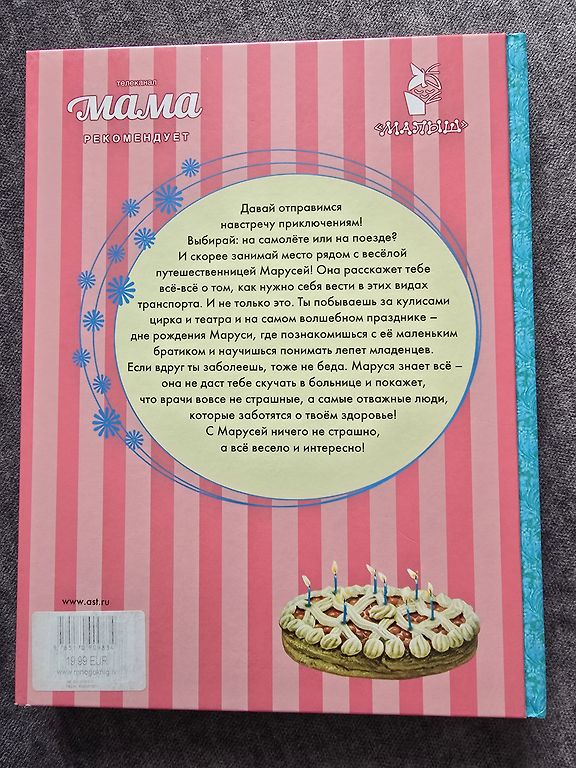 телеканал
мама
РЕКОМЕНДУЕТ
«МАЛЫШ»
Давай отправимся
навстречу приключениям!
Выбирай: на самолёте или на поезде?
И скорее занимай место рядом с весёлой
путешественницей Марусей! Она расскажет тебе
всё-всё о том, как нужно себя вести в этих видах
транспорта. И не только это. Ты побываешь за кулисами
цирка и театра и на самом волшебном празднике –
дне рождения Маруси, где познакомишься с её маленьким
братиком и научишься понимать лепет младенцев.
Если вдруг ты заболеешь, тоже не беда. Маруся знает всё –
она не даст тебе скучать в больнице и покажет,
что врачи вовсе не страшные, а самые отважные люди,
которые заботятся о твоём здоровье!
С Марусей ничего не страшно,
а всё весело и интересно!
www.ast.ru
19.99 EUR
www.mnogoknig.lv